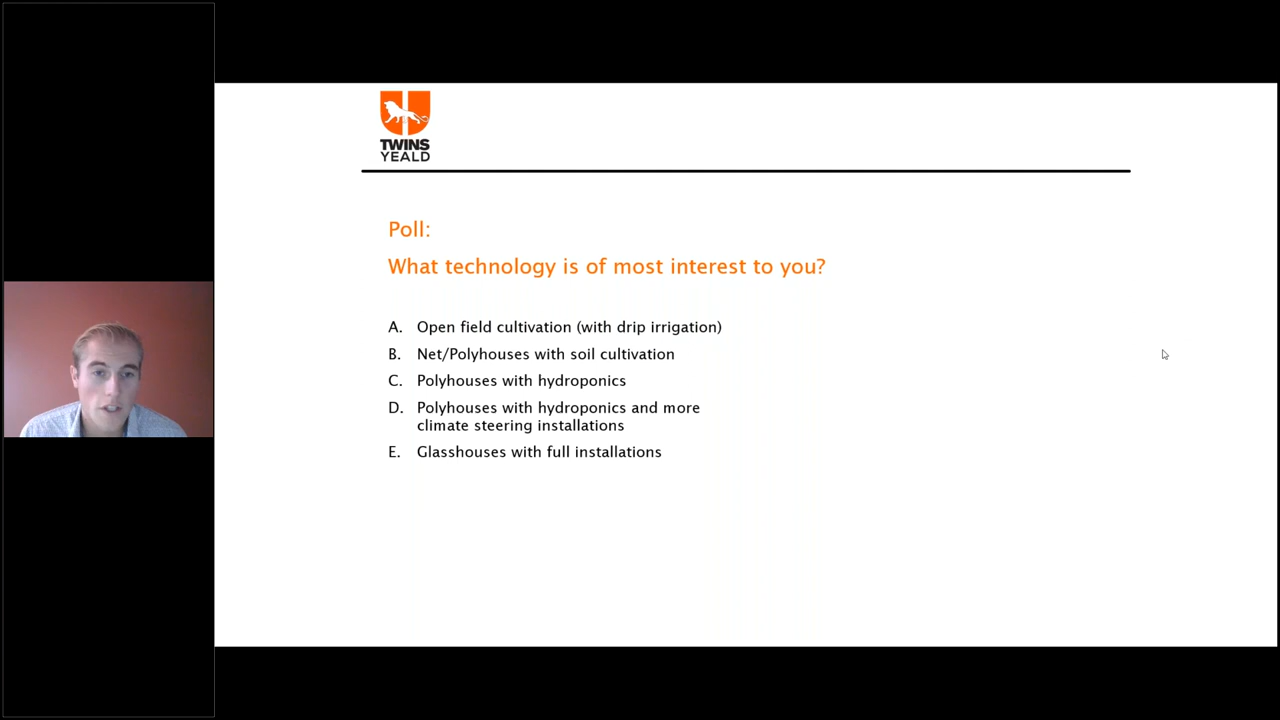 TWINS
YEALD
Poll:
What technology is of most interest to you?
A. Open field cultivation (with drip irrigation)
B. Net/Polyhouses with soil cultivation
C. Polyhouses with hydroponics
D. Polyhouses with hydroponics and more
climate steering installations
E. Glasshouses with full installations